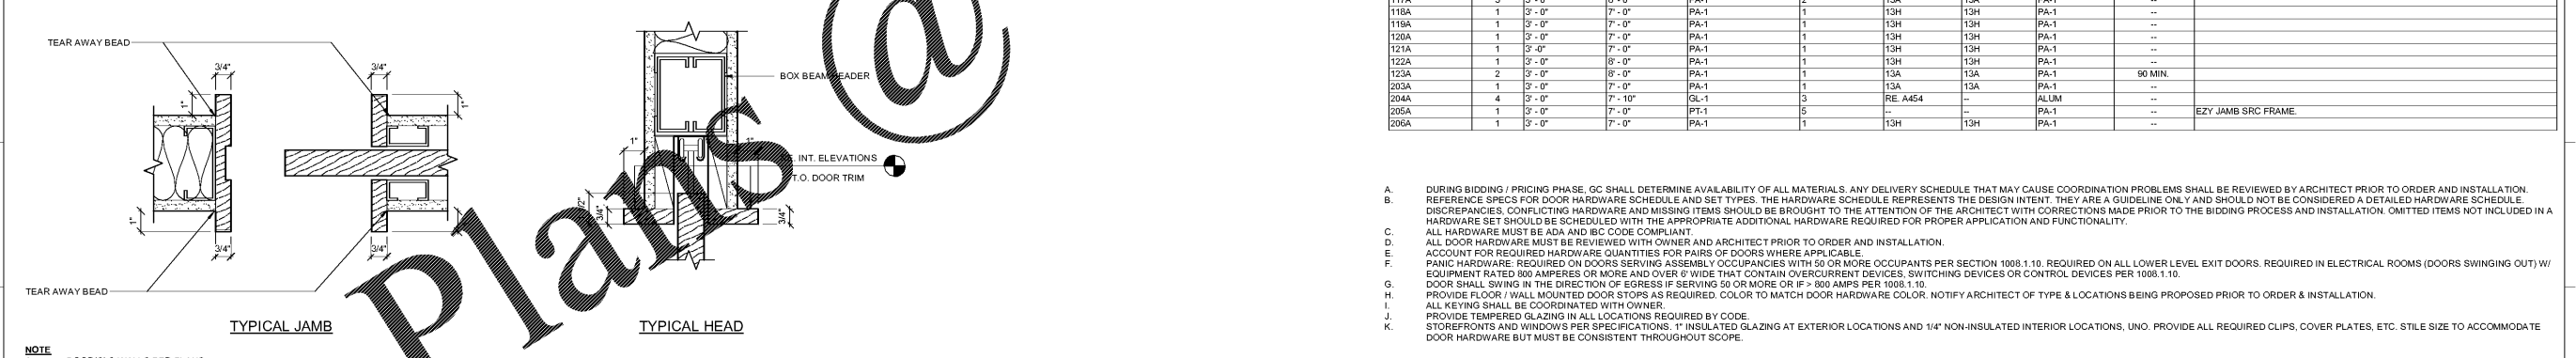 TEAR AWAY BEAD
3/4"
3/4"
1"
1"
1"
3/4"
3/4"
TEAR AWAY BEAD
TYPICAL JAMB
NOTE
BOX BEAM HEADER
1"
1"
INT. ELEVATIONS
T.O. DOOR TRIM
3/4"
3/4"
TYPICAL HEAD
Plans @
118A 1 3' - 0" 7' - 0" PA-1 1 13H 13H PA-1 --
119A 1 3' - 0" 7' - 0" PA-1 1 13H 13H PA-1 --
120A 1 3' - 0" 7' - 0" PA-1 1 13H 13H PA-1 --
121A 1 3' -0" 7' - 0" PA-1 1 13H 13H PA-1 --
122A 1 3' - 0" 8' - 0" PA-1 1 13H 13H PA-1 --
123A 2 3' - 0" 8' - 0" PA-1 1 13A 13A PA-1 90 MIN.
203A 1 3' - 0" 7' - 0" PA-1 1 13A 13A PA-1 --
204A 4 3' - 0" 7' - 10" GL-1 3 RE. A454 -- ALUM --
205A 1 3' - 0" 7' - 0" PT-1 5 -- -- PA-1 -- EZY JAMB SRC FRAME.
206A 1 3' - 0" 7' - 0" PA-1 1 13H 13H PA-1 --
A. DURING BIDDING / PRICING PHASE, GC SHALL DETERMINE AVAILABILITY OF ALL MATERIALS. ANY DELIVERY SCHEDULE THAT MAY CAUSE COORDINATION PROBLEMS SHALL BE REVIEWED BY ARCHITECT PRIOR TO ORDER AND INSTALLATION.
B. REFERENCE SPECS FOR DOOR HARDWARE SCHEDULE AND SET TYPES. THE HARDWARE SCHEDULE REPRESENTS THE DESIGN INTENT. THEY ARE A GUIDELINE ONLY AND SHOULD NOT BE CONSIDERED A DETAILED HARDWARE SCHEDULE.
DISCREPANCIES, CONFLICTING HARDWARE AND MISSING ITEMS SHOULD BE BROUGHT TO THE ATTENTION OF THE ARCHITECT WITH CORRECTIONS MADE PRIOR TO THE BIDDING PROCESS AND INSTALLATION. OMITTED ITEMS NOT INCLUDED IN A
HARDWARE SET SHOULD BE SCHEDULED WITH THE APPROPRIATE ADDITIONAL HARDWARE REQUIRED FOR PROPER APPLICATION AND FUNCTIONALITY.
C. ALL HARDWARE MUST BE ADA AND IBC CODE COMPLIANT.
D. ALL DOOR HARDWARE MUST BE REVIEWED WITH OWNER AND ARCHITECT PRIOR TO ORDER AND INSTALLATION.
E. ACCOUNT FOR REQUIRED HARDWARE QUANTITIES FOR PAIRS OF DOORS WHERE APPLICABLE.
F. PANIC HARDWARE: REQUIRED ON DOORS SERVING ASSEMBLY OCCUPANCIES WITH 50 OR MORE OCCUPANTS PER SECTION 1008.1.10. REQUIRED ON ALL LOWER LEVEL EXIT DOORS. REQUIRED IN ELECTRICAL ROOMS (DOORS SWINGING OUT) W/
EQUIPMENT RATED 800 AMPERES OR MORE AND OVER 6' WIDE THAT CONTAIN OVERCURRENT DEVICES, SWITCHING DEVICES OR CONTROL DEVICES PER 1008.1.10.
G. DOOR SHALL SWING IN THE DIRECTION OF EGRESS IF SERVING 50 OR MORE OR IF > 800 AMPS PER 1008.1.10.
H. PROVIDE FLOOR / WALL MOUNTED DOOR STOPS AS REQUIRED. COLOR TO MATCH DOOR HARDWARE COLOR. NOTIFY ARCHITECT OF TYPE & LOCATIONS BEING PROPOSED PRIOR TO ORDER & INSTALLATION.
I. ALL KEYING SHALL BE COORDINATED WITH OWNER.
J. PROVIDE TEMPERED GLAZING IN ALL LOCATIONS REQUIRED BY CODE.
K. STOREFRONTS AND WINDOWS PER SPECIFICATIONS. 1" INSULATED GLAZING AT EXTERIOR LOCATIONS AND 1/4" NON-INSULATED INTERIOR LOCATIONS, UNO. PROVIDE ALL REQUIRED CLIPS, COVER PLATES, ETC. STILE SIZE TO ACCOMMODATE
DOOR HARDWARE BUT MUST BE CONSISTENT THROUGHOUT SCOPE.